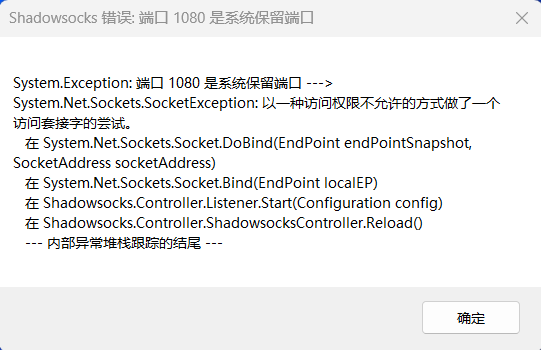 Shadowsocks 错误: 端口 1080 是系统保留端口
System.Exception: 端口 1080 是系统保留端口 --->
System.Net.Sockets.SocketException: 以一种访问权限不允许的方式做了一个
访问套接字的尝试。
在 System.Net.Sockets.Socket.DoBind(EndPoint endPointSnapshot,
SocketAddress socketAddress)
在 System.Net.Sockets.Socket.Bind(EndPoint localEP)
在 Shadowsocks.Controller.Listener.Start(Configuration config)
在 Shadowsocks.Controller.ShadowsocksController.Reload()
--- 内部异常堆栈跟踪的结尾 ---
确定